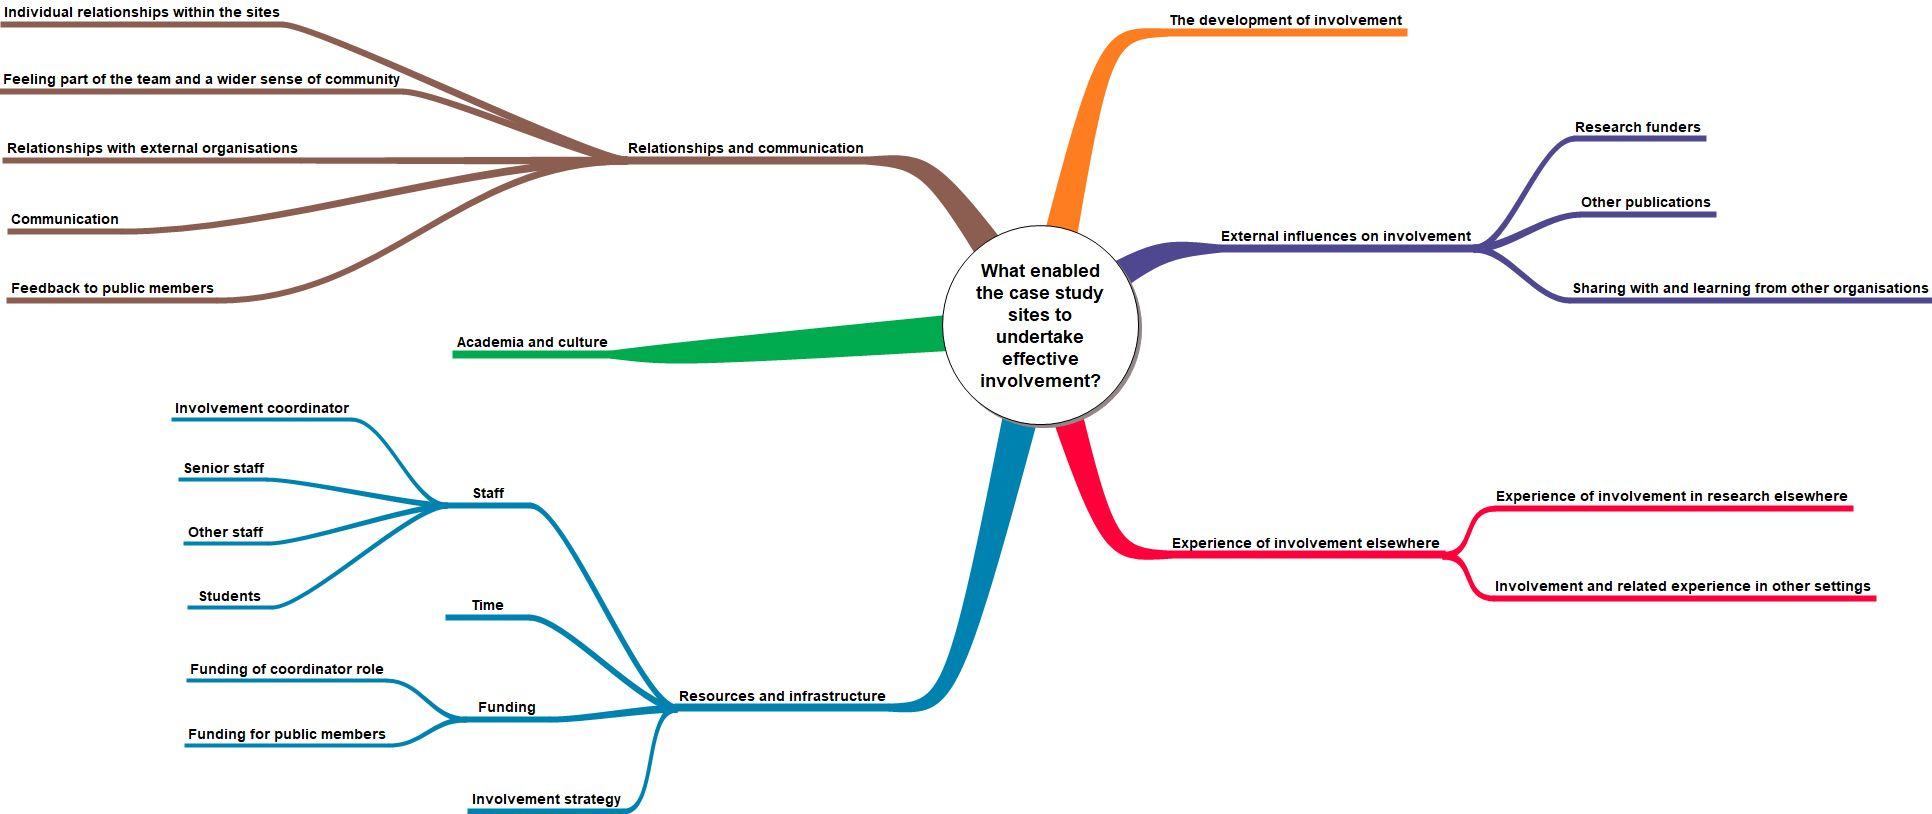 Individual relationships within the sites
Feeling part of the team and a wider sense of community
Relationships with external organisations
Communication
Feedback to public members
Relationships and communication
Academia and culture
Involvement coordinator
Senior staff
Other staff
Students
Staff
Time
Funding of coordinator role
Funding for public members
Funding
Involvement strategy
Resources and infrastructure
What enabled
the case study
sites to
undertake
effective
involvement?
The development of involvement
External influences on involvement
Research funders
Other publications
Sharing with and learning from other organisations
Experience of involvement elsewhere
Experience of involvement in research elsewhere
Involvement and related experience in other settings